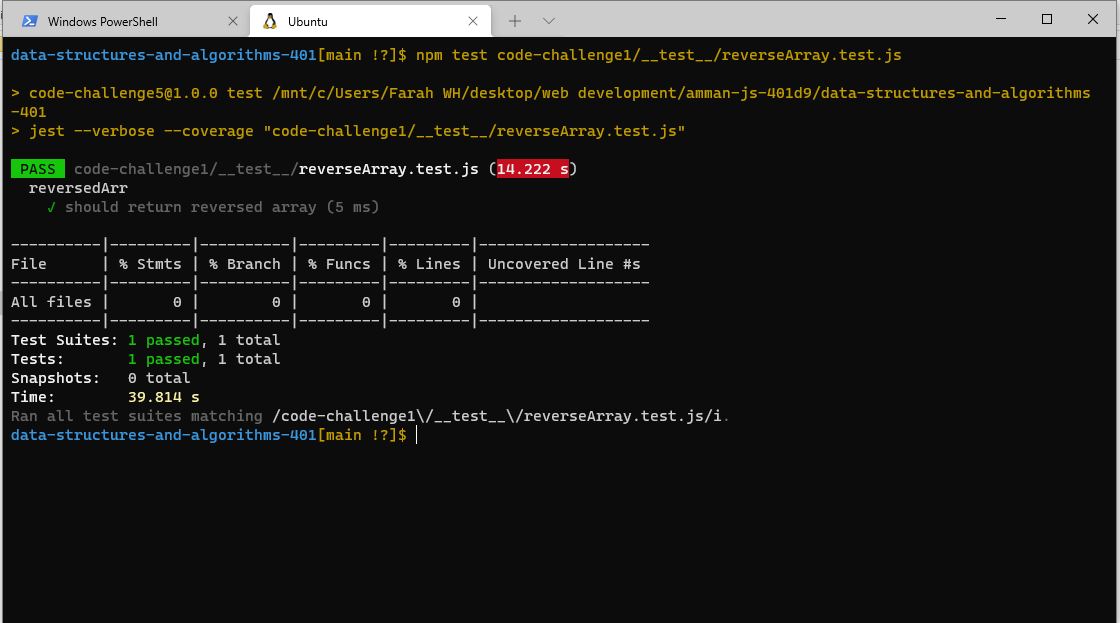 Windows PowerShell
Ubuntu
data-structures-and-algorithms-401[main !?]$ npm test code-challenge1/__test__/reverseArray.test.js
> code-challenge5@1.0.0 test /mnt/c/Users/Farah WH/desktop/web development/amman-js-401d9/data-structures-and-algorithms
-401
> jest --verbose --coverage "code-challenge1/__test__/reverseArray.test.js"
PASS code-challenge1/__test__/reverseArray.test.js (14.222 s)
reversedArr
√ should return reversed array (5 ms)
----------|---------|----------|---------|---------|-------------------
File      | % Stmts | % Branch | % Funcs | % Lines | Uncovered Line #s
----------|---------|----------|---------|---------|-------------------
All files |       0 |        0 |       0 |       0 |
----------|---------|----------|---------|---------|-------------------
Test Suites: 1 passed, 1 total
Tests:       1 passed, 1 total
Snapshots:   0 total
Time:        39.814 s
Ran all test suites matching /code-challenge1\/__test__\/reverseArray.test.js/i.
data-structures-and-algorithms-401[main !?]$